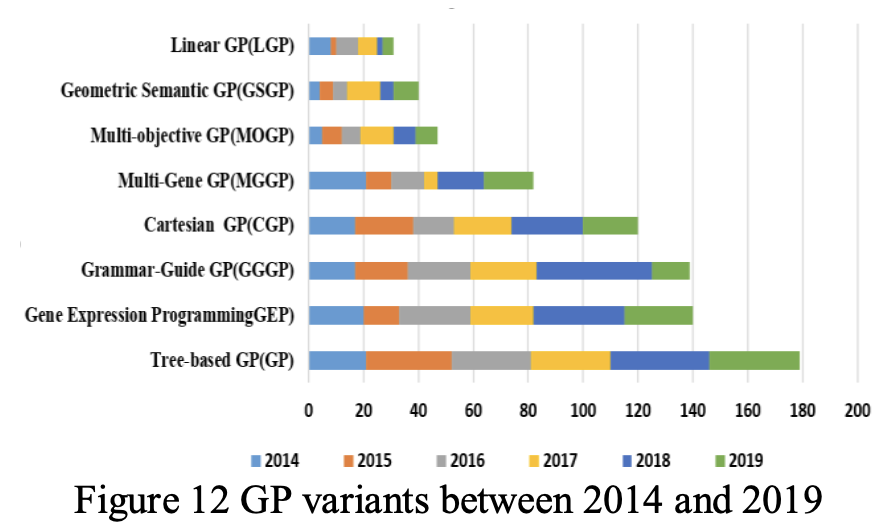 Linear GP(LGP)
Geometric Semantic GP(GSGP)
Multi-objective GP(MOGP)
Multi-Gene GP(MGGP)
Cartesian GP(CGP)
Grammar-Guide GP(GGGP)
Gene Expression ProgrammingGEP)
Tree-based GP(GP)
0 20 40 60 80 100 120 140 160 180 200
2014 2015 2016 2017 2018 2019
Figure 12 GP variants between 2014 and 2019